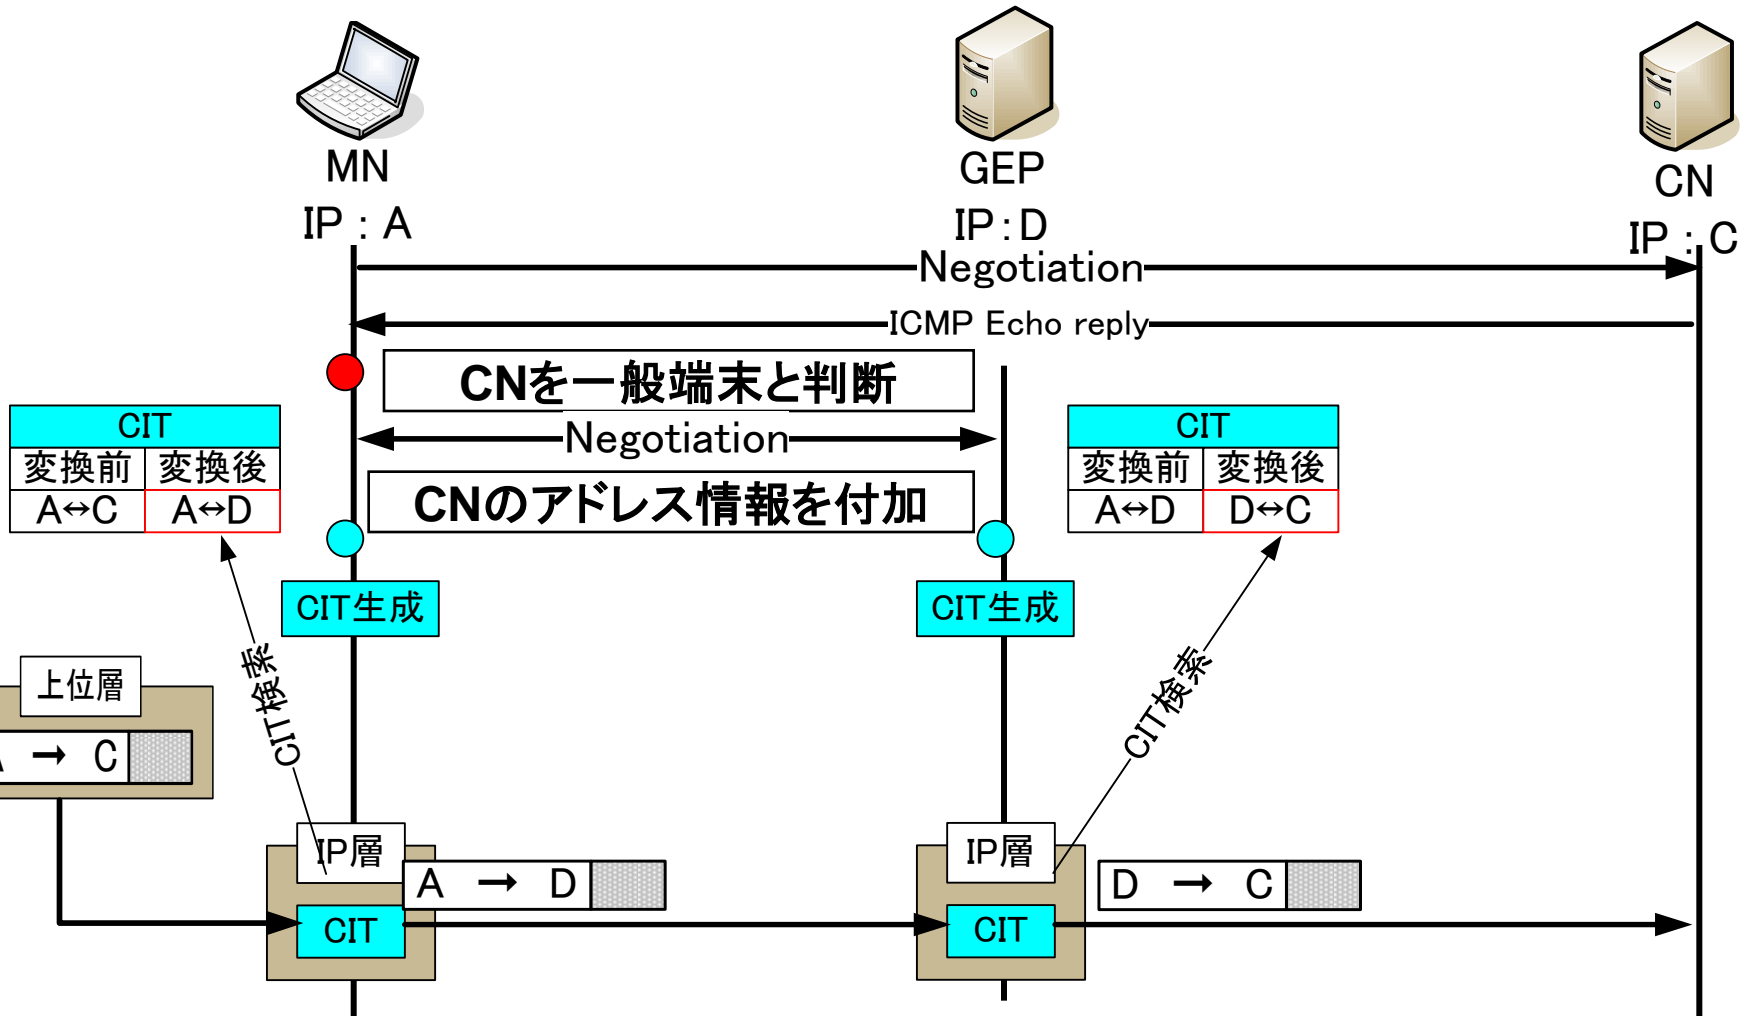 MN
IP : A
GEP
IP : D
CN
IP : C
Negotiation
ICMP Echo reply
CNを一般端末と判断
Negotiation
CNのアドレス情報を付加
CIT
変換前 変換後
A⇔C A⇔D
CIT
変換前 変換後
A⇔D D⇔C
CIT生成
CIT生成
CIT検索
CIT検索
上位層
A → C
IP層
A → D
CIT
IP層
D → C
CIT